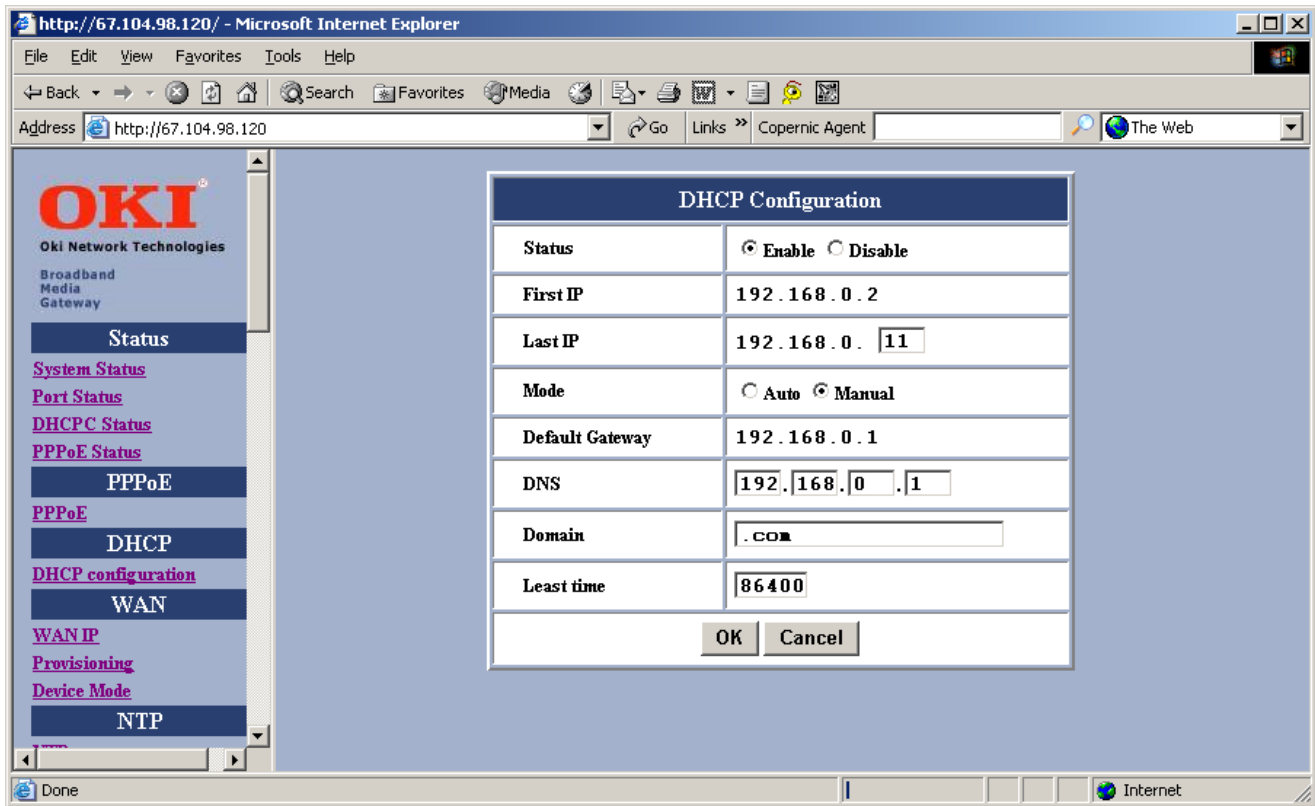 http://67.104.98.120/ - Microsoft Internet Explorer
File Edit View Favorites Tools Help
Back Search Favorites Media
Address http://67.104.98.120 Go Links » Copernic Agent The Web
OKI®
Oki Network Technologies
Broadband
Media
Gateway
Status
System Status
Port Status
DHCPC Status
PPPoE Status
PPPoE
PPPoE
DHCP
DHCP configuration
WAN
WAN IP
Provisioning
Device Mode
NTP
DHCP Configuration
Status Enable Disable
First IP 192.168.0.2
Last IP 192.168.0. 11
Mode Auto Manual
Default Gateway 192.168.0.1
DNS 192.168.0.1
Domain .com
Least time 86400
OK Cancel
Done Internet